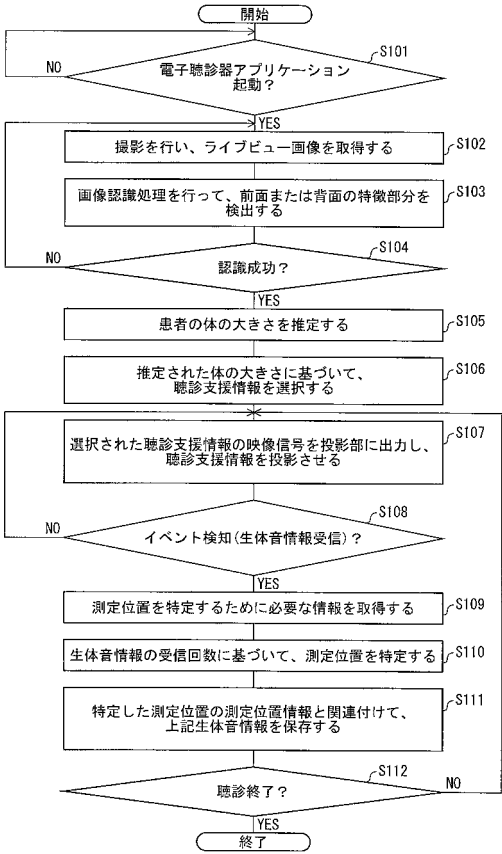 開始
S101
電子聴診器アプリケーション
起動？
NO
YES
S102
撮影を行い、ライブビュー画像を取得する
S103
画像認識処理を行って、前面または背面の特徴部分を
検出する
S104
認識成功？
NO
YES
S105
患者の体の大きさを推定する
S106
推定された体の大きさに基づいて、
聴診支援情報を選択する
S107
選択された聴診支援情報の映像信号を投影部に出力し、
聴診支援情報を投影させる
S108
イベント検知(生体音情報受信)？
NO
YES
S109
測定位置を特定するために必要な情報を取得する
S110
生体音情報の受信回数に基づいて、測定位置を特定する
S111
特定した測定位置の測定位置情報と関連付けて、
上記生体音情報を保存する
S112
聴診終了？
NO
YES
終了